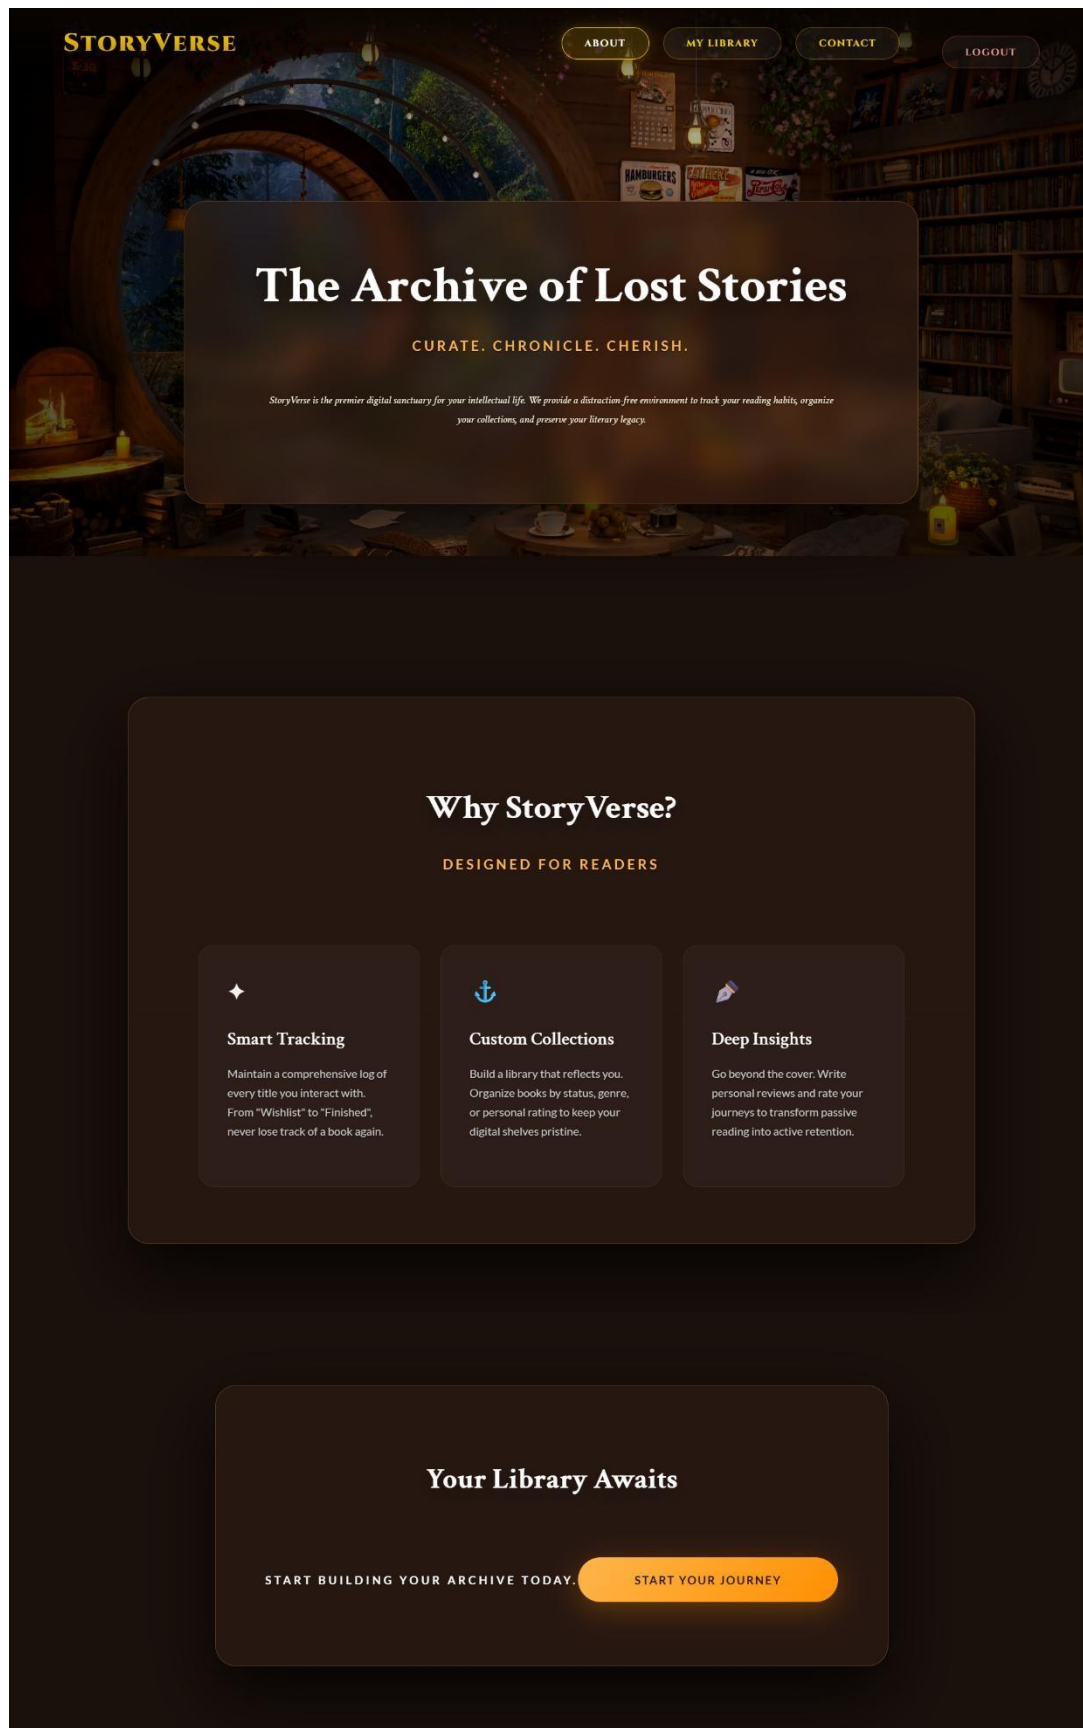 STORYVERSE
ABOUT
MY LIBRARY
CONTACT
LOGOUT
HAMBURGERS
EAT HERE
Pepsi-Cola
The Archive of Lost Stories
CURATE. CHRONICLE. CHERISH.
StoryVerse is the premier digital sanctuary for your intellectual life. We provide a distraction-free environment to track your reading habits, organize
your collections, and preserve your literary legacy.
Why StoryVerse?
DESIGNED FOR READERS
Smart Tracking
Maintain a comprehensive log of
every title you interact with.
From "Wishlist" to "Finished",
never lose track of a book again.
Custom Collections
Build a library that reflects you.
Organize books by status, genre,
or personal rating to keep your
digital shelves pristine.
Deep Insights
Go beyond the cover. Write
personal reviews and rate your
journeys to transform passive
reading into active retention.
Your Library Awaits
START BUILDING YOUR ARCHIVE TODAY.
START YOUR JOURNEY